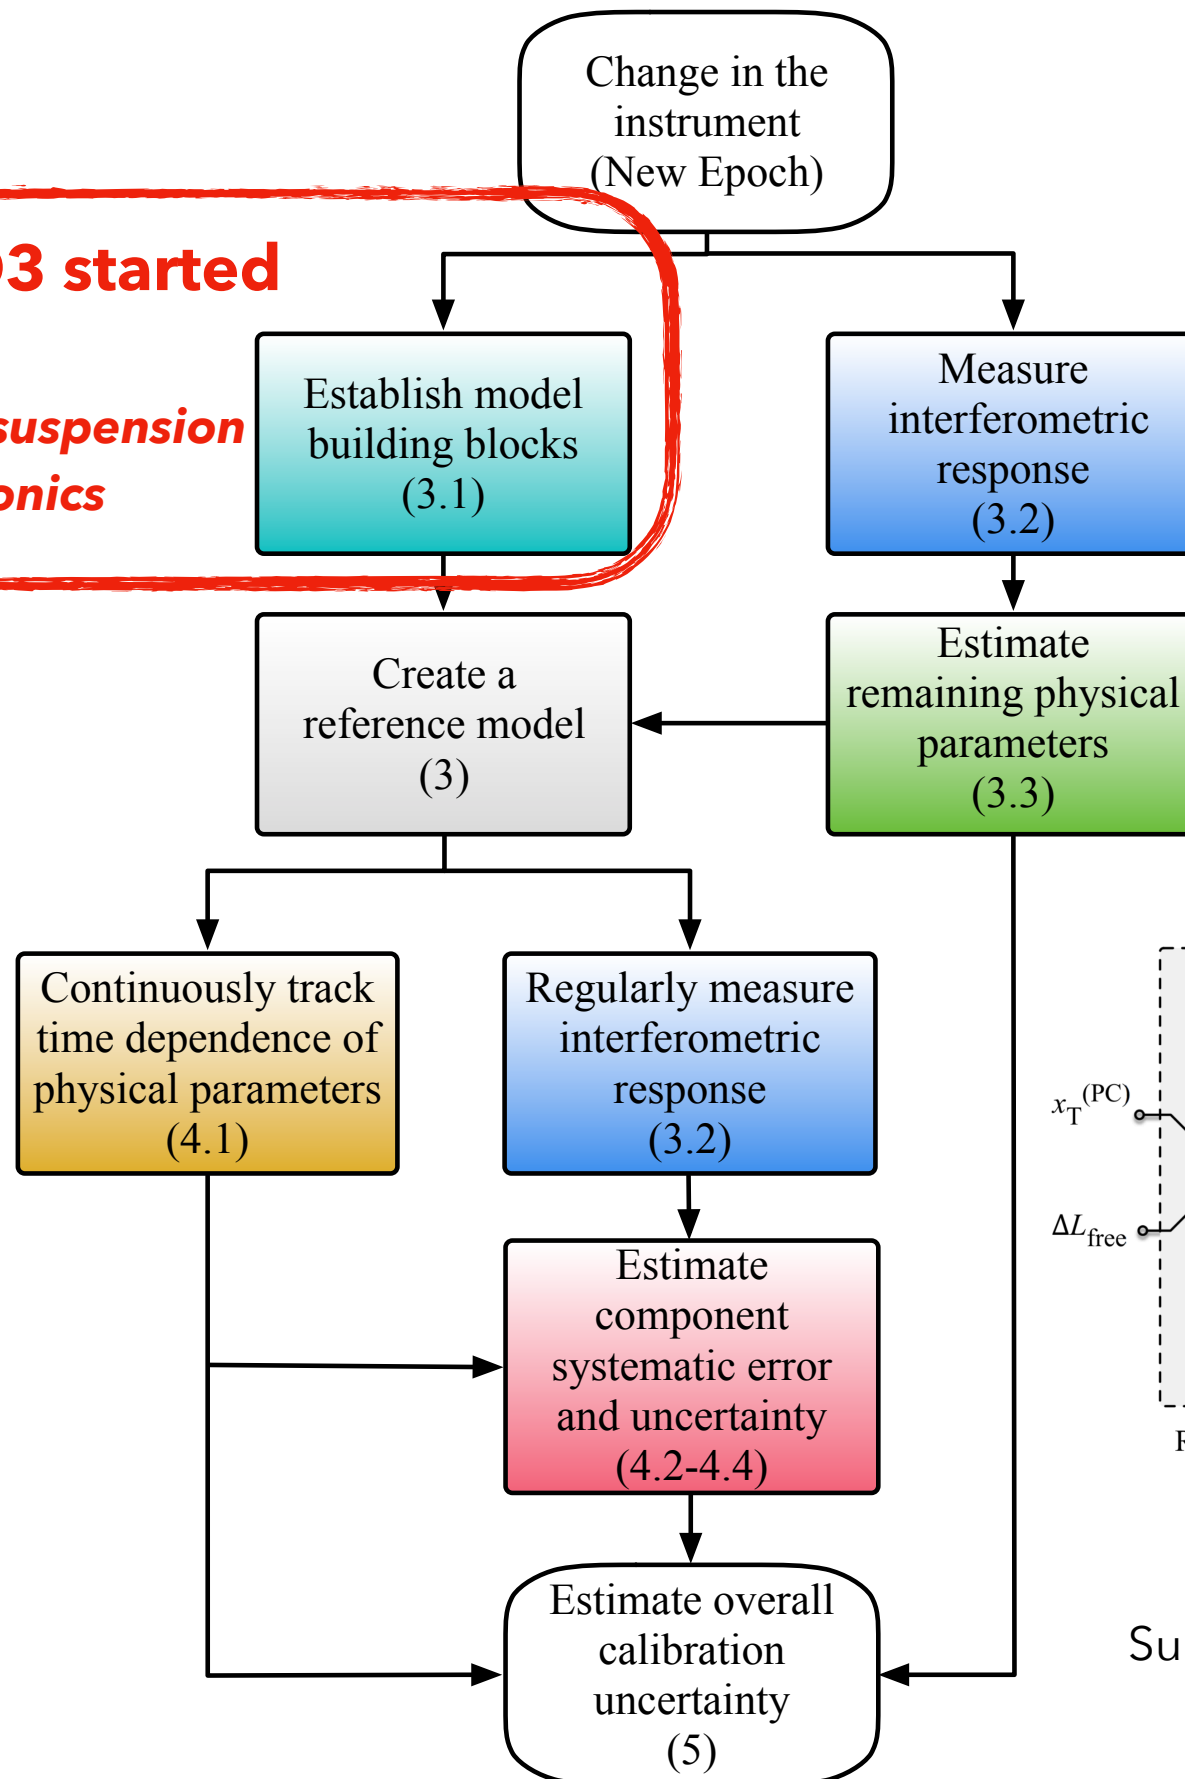 Change in the
instrument
(New Epoch)
O3 started
suspension
onics
Establish model
building blocks
(3.1)
Measure
interferometric
response
(3.2)
Create a
reference model
(3)
Estimate
remaining physical
parameters
(3.3)
Continuously track
time dependence of
physical parameters
(4.1)
Regularly measure
interferometric
response
(3.2)
x_T^(PC)
ΔL_free
R
Estimate
component
systematic error
and uncertainty
(4.2-4.4)
Estimate overall
calibration
uncertainty
(5)
Su